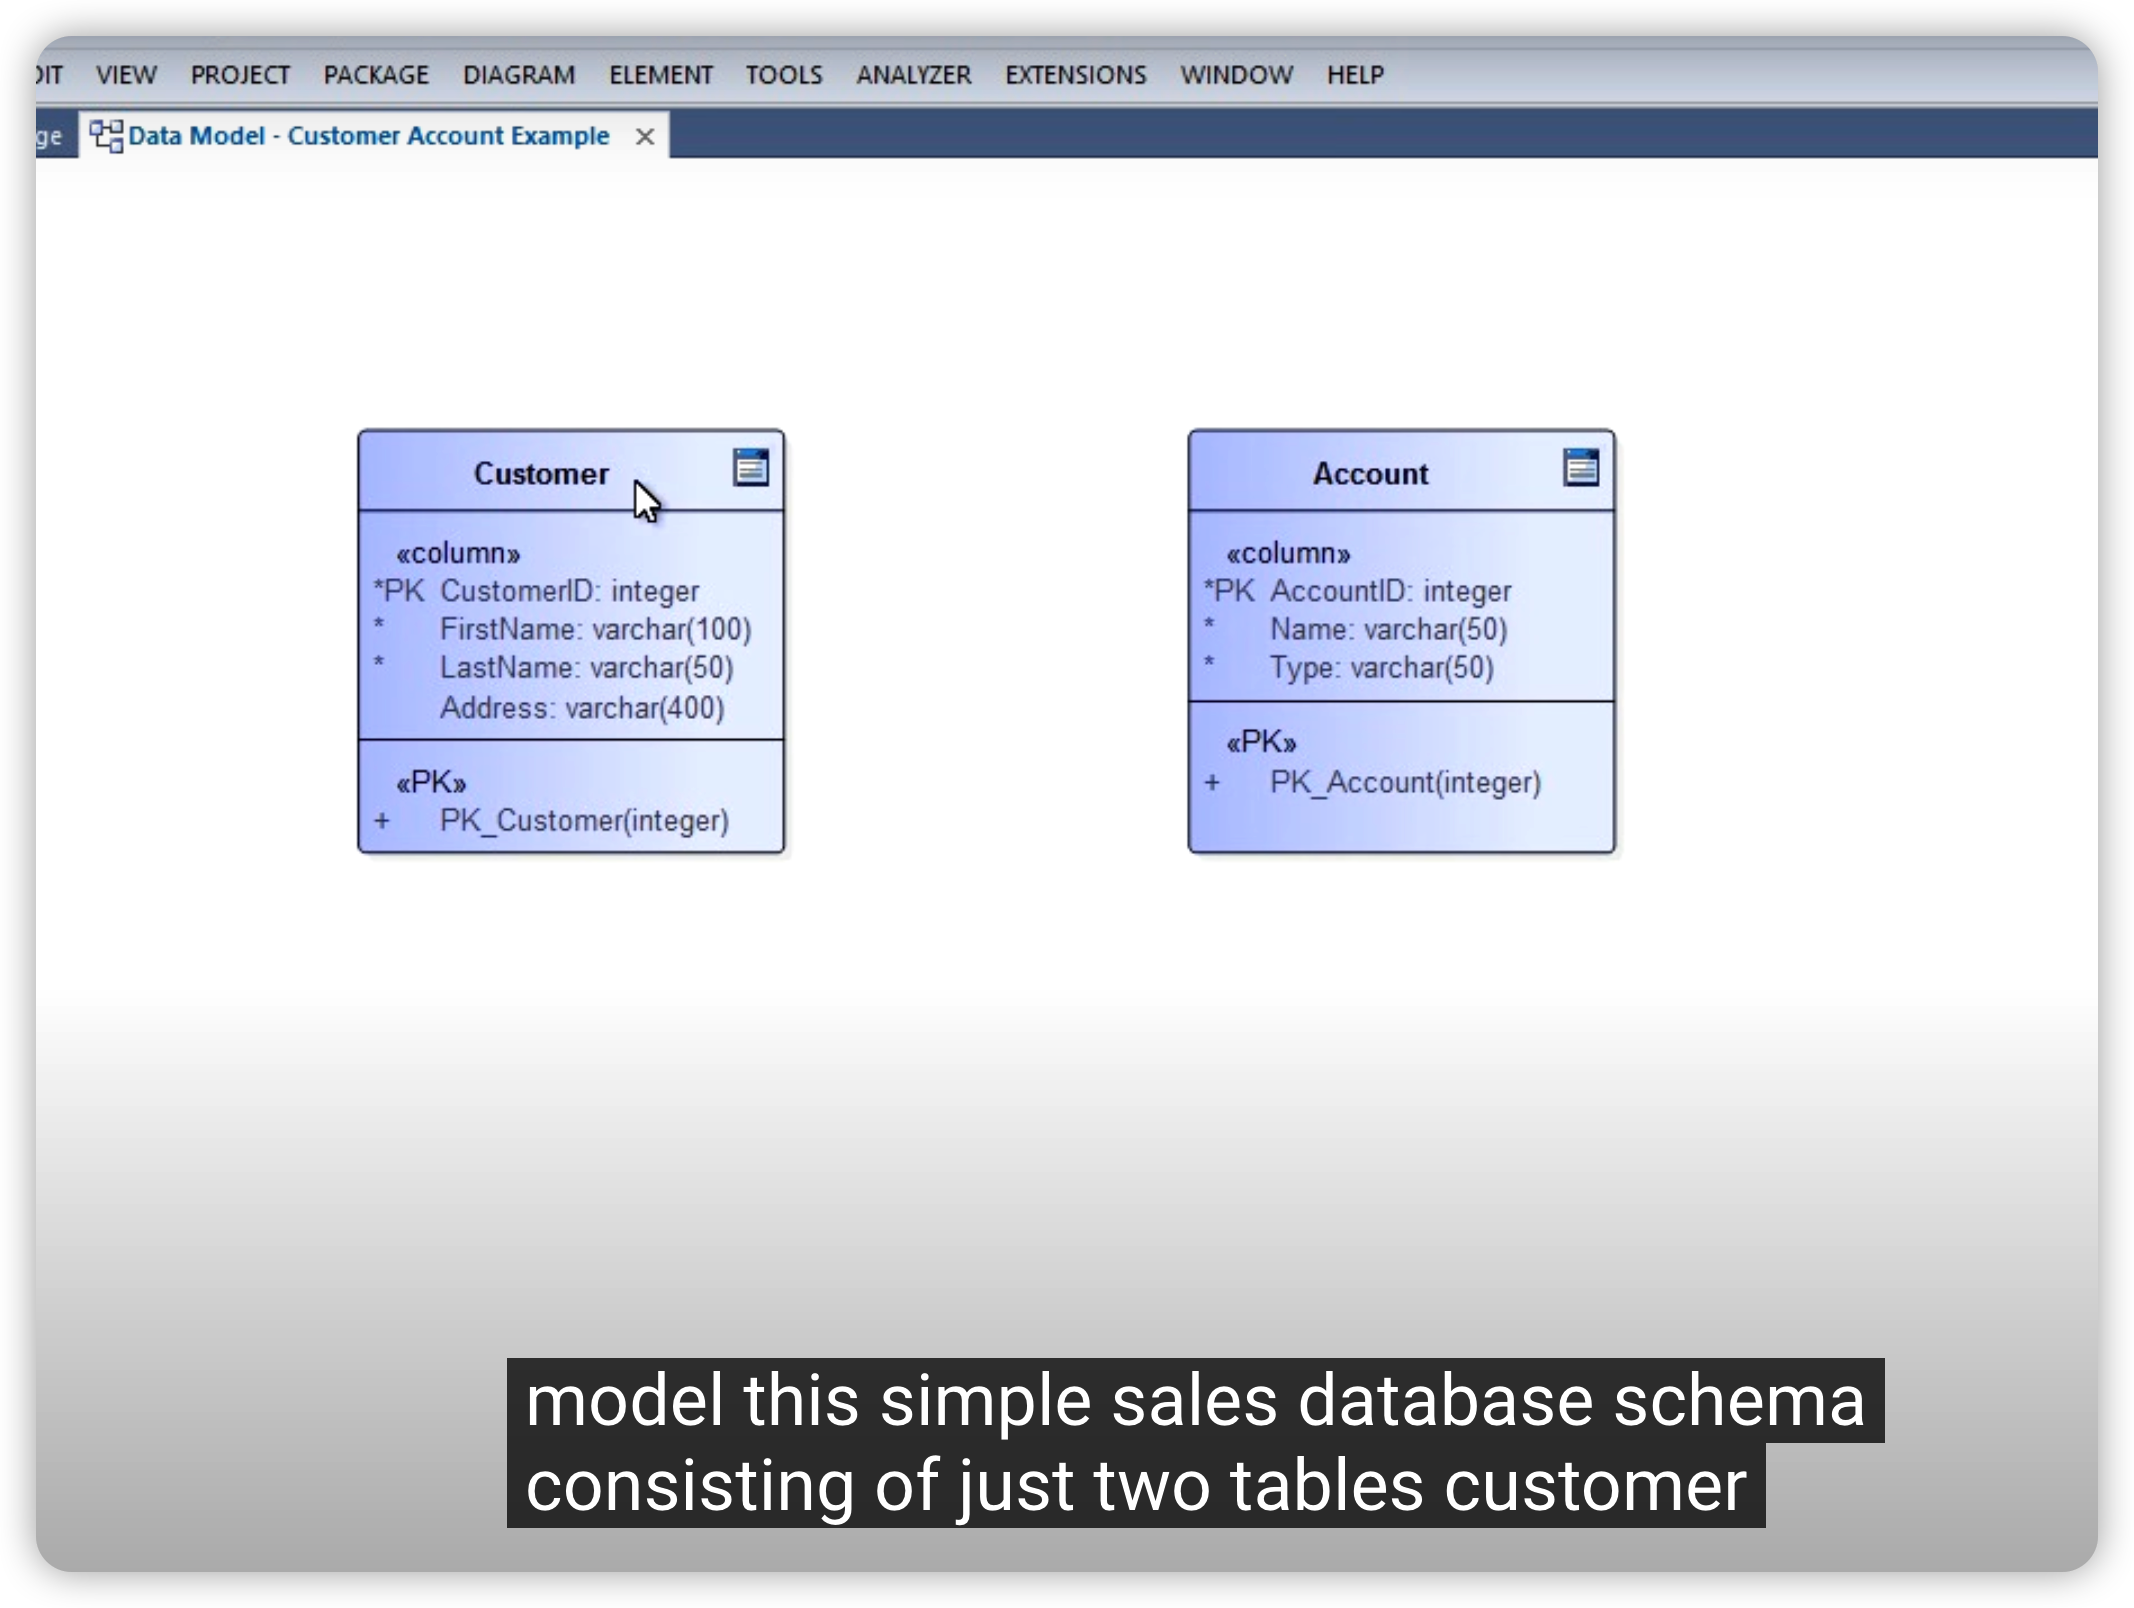 DIT VIEW PROJECT PACKAGE DIAGRAM ELEMENT TOOLS ANALYZER EXTENSIONS WINDOW HELP
ge Data Model - Customer Account Example
Customer
«column»
*PK CustomerID: integer
* FirstName: varchar(100)
* LastName: varchar(50)
Address: varchar(400)
«PK»
+ PK_Customer(integer)
Account
«column»
*PK AccountID: integer
* Name: varchar(50)
* Type: varchar(50)
«PK»
+ PK_Account(integer)
model this simple sales database schema
consisting of just two tables customer